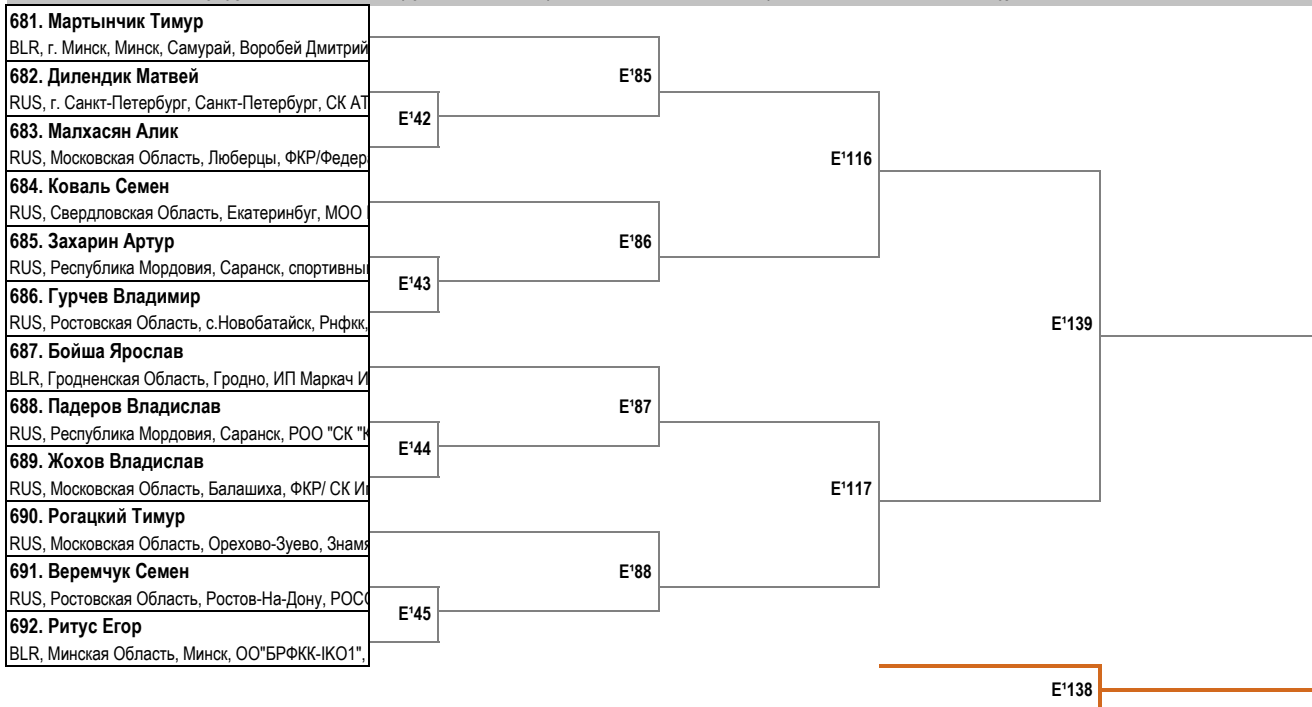 681. Мартынчик Тимур
BLR, г. Минск, Минск, Самурай, Воробей Дмитрий
682. Дилендик Матвей
RUS, г. Санкт-Петербург, Санкт-Петербург, СК АТ
683. Малхасян Алик
RUS, Московская Область, Люберцы, ФКР/Федер
684. Коваль Семен
RUS, Свердловская Область, Екатеринбуг, МОО
685. Захарин Артур
RUS, Республика Мордовия, Саранск, спортивны
686. Гурчев Владимир
RUS, Ростовская Область, с.Новобатайск, Рнфкк,
687. Бойша Ярослав
BLR, Гродненская Область, Гродно, ИП Маркач И
688. Падеров Владислав
RUS, Республика Мордовия, Саранск, РОО "СК "К
689. Жохов Владислав
RUS, Московская Область, Балашиха, ФКР/ СК И
690. Рогацкий Тимур
RUS, Московская Область, Орехово-Зуево, Знам
691. Веремчук Семен
RUS, Ростовская Область, Ростов-На-Дону, РОС
692. Ритус Егор
BLR, Минская Область, Минск, ОО"БРФКК-IKO1",
E¹42
E¹43
E¹44
E¹45
E¹85
E¹86
E¹87
E¹88
E¹116
E¹117
E¹139
E¹138